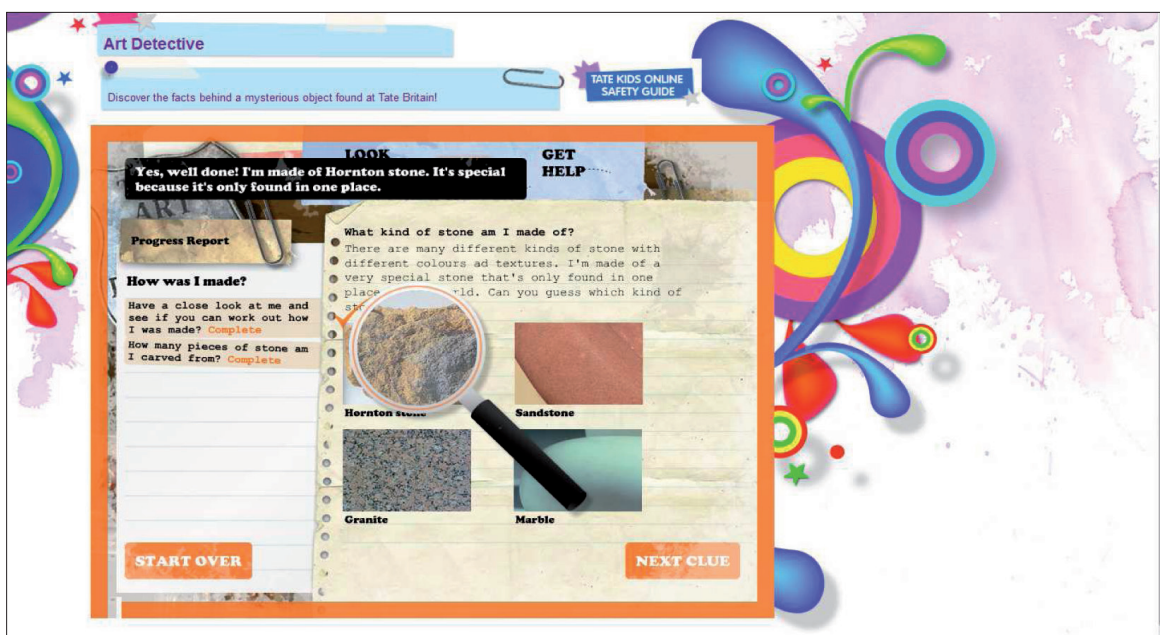 Art Detective
Discover the facts behind a mysterious object found at Tate Britain!
TATE KIDS ONLINE
SAFETY GUIDE
LOOK
GET
HELP
Yes, well done! I'm made of Hornton stone. It's special
because it's only found in one place.
ART
Progress Report
How was I made?
Have a close look at me and
see if you can work out how
I was made? Complete
How many pieces of stone am
I carved from? Complete
What kind of stone am I made of?
There are many different kinds of stone with
different colours ad textures. I'm made of a
very special stone that's only found in one
place Can you guess which kind of
Hornton stone
Sandstone
Granite
Marble
START OVER
NEXT CLUE